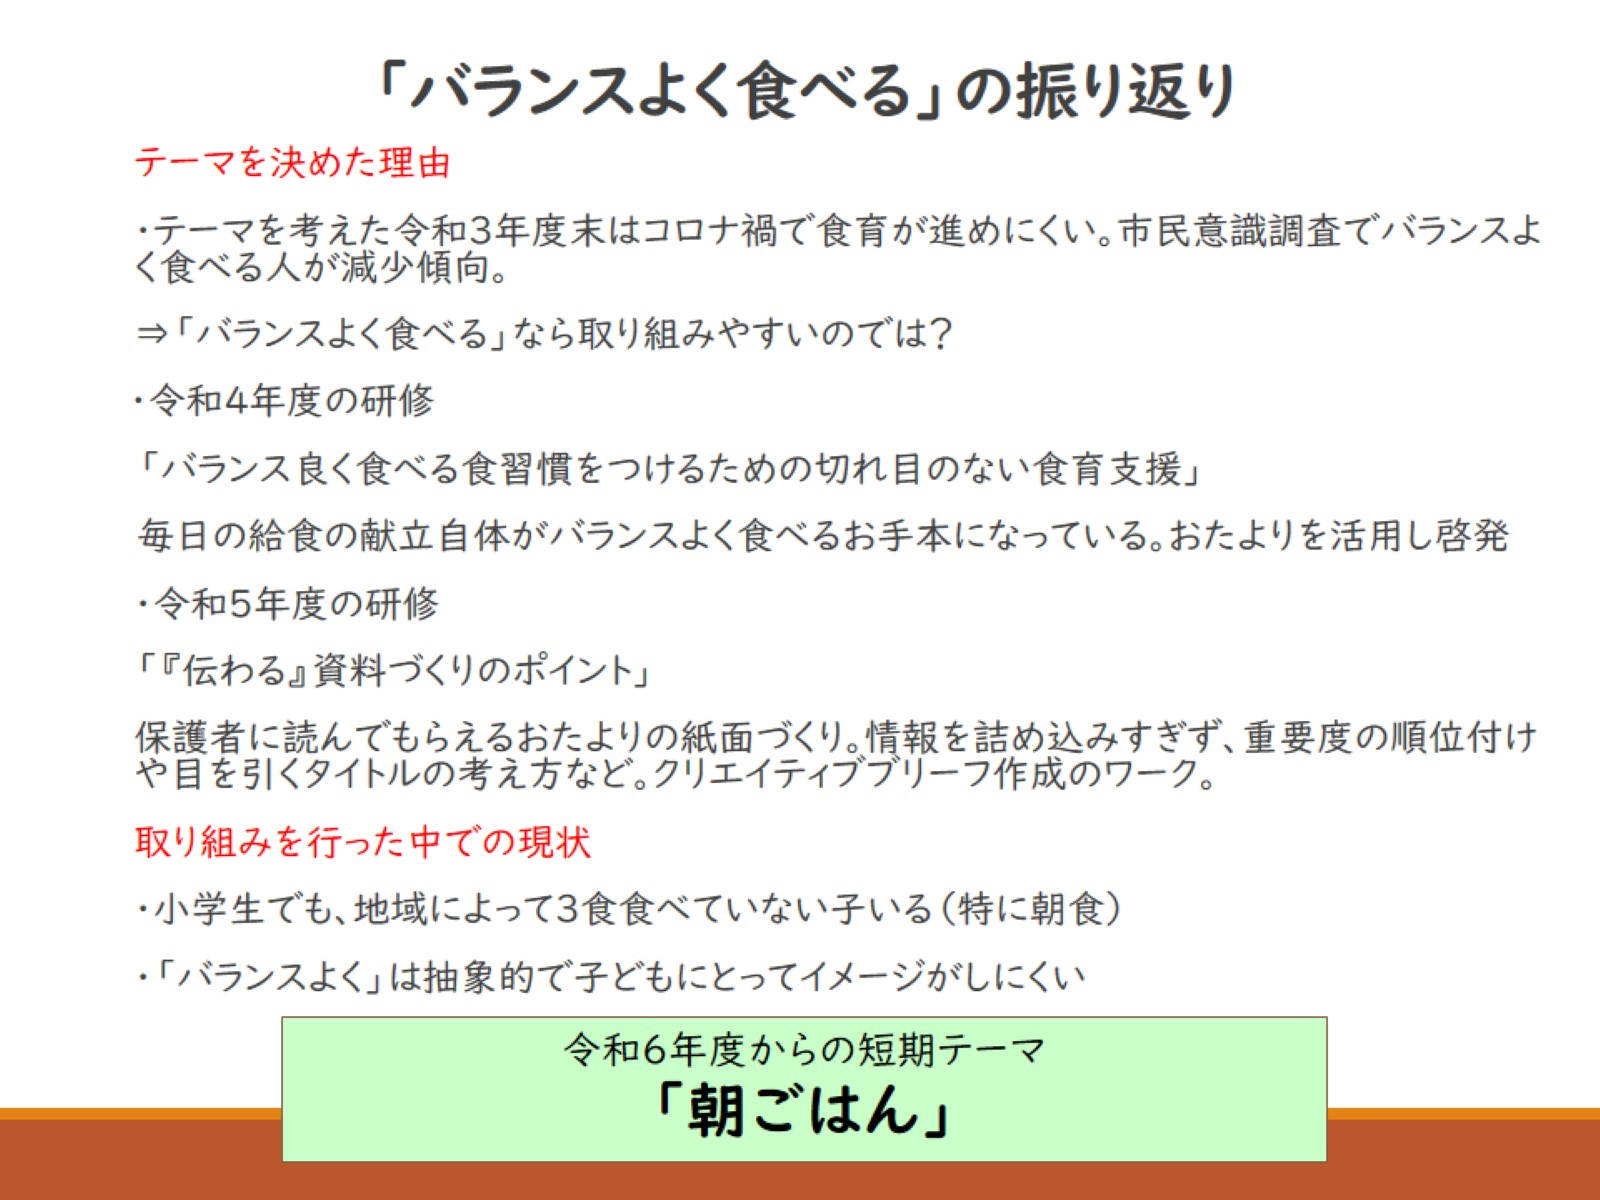 「バランスよく食べる」の振り返り
テーマを決めた理由
・テーマを考えた令和3年度末はコロナ禍で食育が進めにくい。市民意識調査でバランスよ
く食べる人が減少傾向。
⇒「バランスよく食べる」なら取り組みやすいのでは?
・令和4年度の研修
「バランス良く食べる食習慣をつけるための切れ目のない食育支援」
毎日の給食の献立自体がバランスよく食べるお手本になっている。おたよりを活用し啓発
・令和5年度の研修
「『伝わる』資料づくりのポイント」
保護者に読んでもらえるおたよりの紙面づくり。情報を詰め込みすぎず、重要度の順位付け
や目を引くタイトルの考え方など。クリエイティブブリーフ作成のワーク。
取り組みを行った中での現状
・小学生でも、地域によって3食食べていない子いる(特に朝食)
・「バランスよく」は抽象的で子どもにとってイメージがしにくい
令和6年度からの短期テーマ
「朝ごはん」